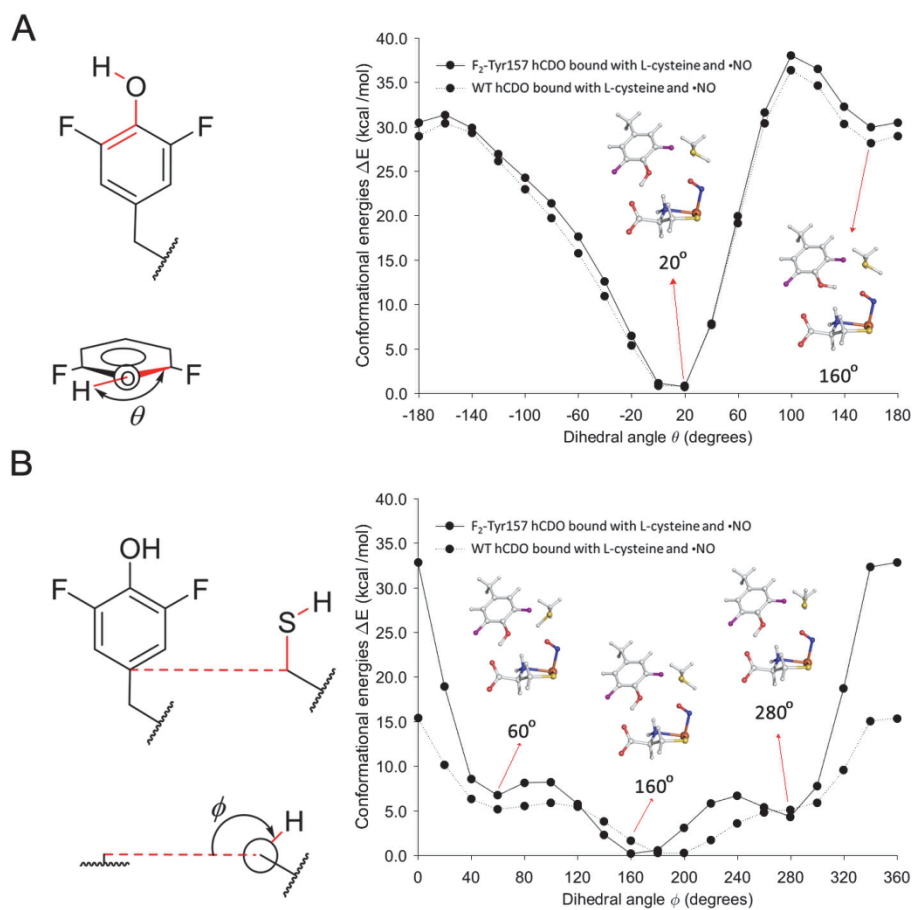 A
H
O
F
F
F
H
O
F
θ
Conformational energies ΔE (kcal /mol)
40.0
35.0
30.0
25.0
20.0
15.0
10.0
5.0
0.0
F₂-Tyr157 hCDO bound with L-cysteine and •NO
WT hCDO bound with L-cysteine and •NO
20°
160°
-180 -140 -100 -60 -20 20 60 100 140 180
Dihedral angle θ (degrees)
B
OH
F
F
S
H
ϕ
H
Conformational energies ΔE (kcal /mol)
40.0
35.0
30.0
25.0
20.0
15.0
10.0
5.0
0.0
F₂-Tyr157 hCDO bound with L-cysteine and •NO
WT hCDO bound with L-cysteine and •NO
60°
160°
280°
0 40 80 120 160 200 240 280 320 360
Dihedral angle ϕ (degrees)